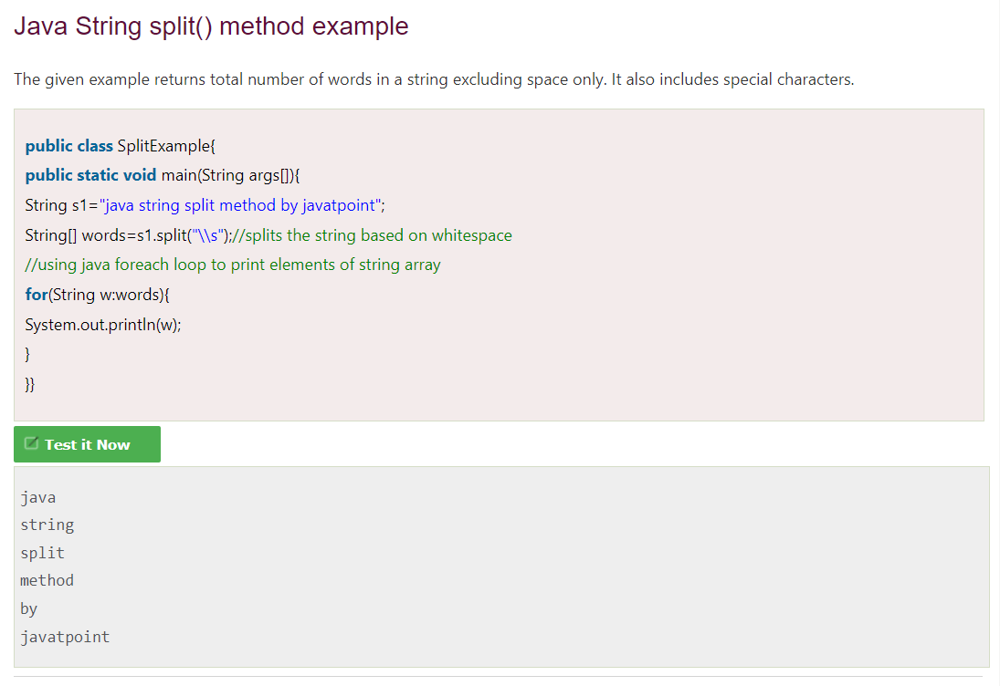 Java String split() method example
The given example returns total number of words in a string excluding space only. It also includes special characters.
public class SplitExample{
public static void main(String args[]){
String s1="java string split method by javatpoint";
String[] words=s1.split("\\s");//splits the string based on whitespace
//using java foreach loop to print elements of string array
for(String w:words){
System.out.println(w);
}
}}
Test it Now
java
string
split
method
by
javatpoint